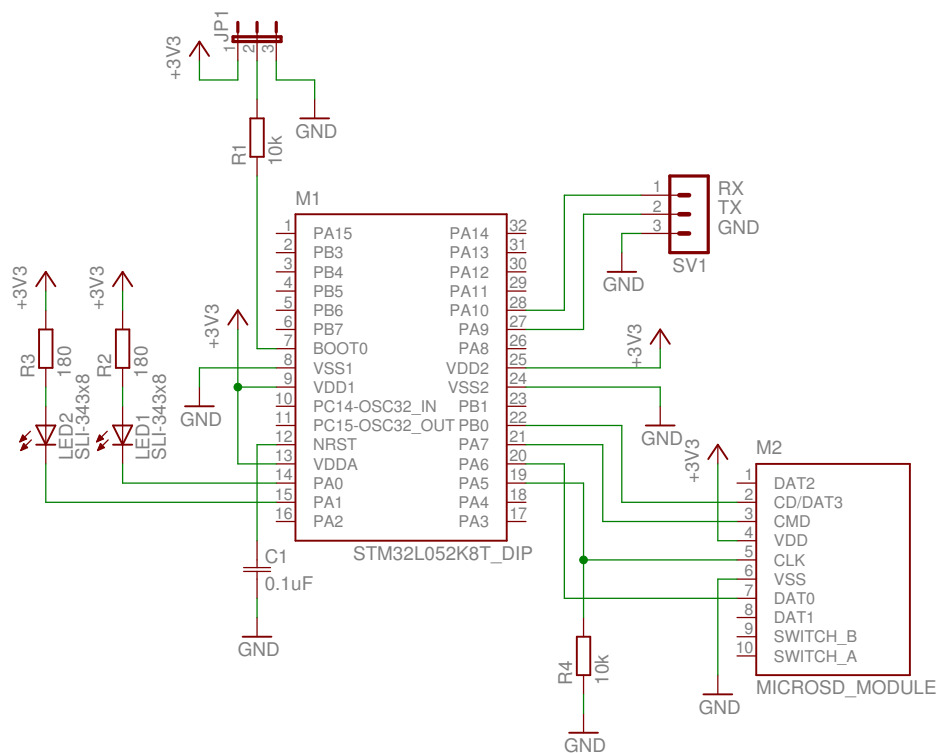 JP1
1
2
3
+3V3
GND
R1
10k
M1
1 PA15
2 PB3
3 PB4
4 PB5
5 PB6
6 PB7
7 BOOT0
8 VSS1
9 VDD1
10 PC14-OSC32_IN
11 PC15-OSC32_OUT
12 NRST
13 VDDA
14 PA0
15 PA1
16 PA2
PA14 32
PA13 31
PA12 30
PA11 29
PA10 28
PA9 27
PA8 26
VDD2 25
VSS2 24
PB1 23
PB0 22
PA7 21
PA6 20
PA5 19
PA4 18
PA3 17
STM32L052K8T_DIP
1 RX
2 TX
3 GND
SV1
GND
+3V3
GND
+3V3
+3V3
R3
180
R2
180
LED2
SLI-343x8
LED1
SLI-343x8
+3V3
GND
C1
0.1uF
GND
+3V3
M2
1 DAT2
2 CD/DAT3
3 CMD
4 VDD
5 CLK
6 VSS
7 DAT0
8 DAT1
9 SWITCH_B
10 SWITCH_A
MICROSD_MODULE
GND
R4
10k
GND